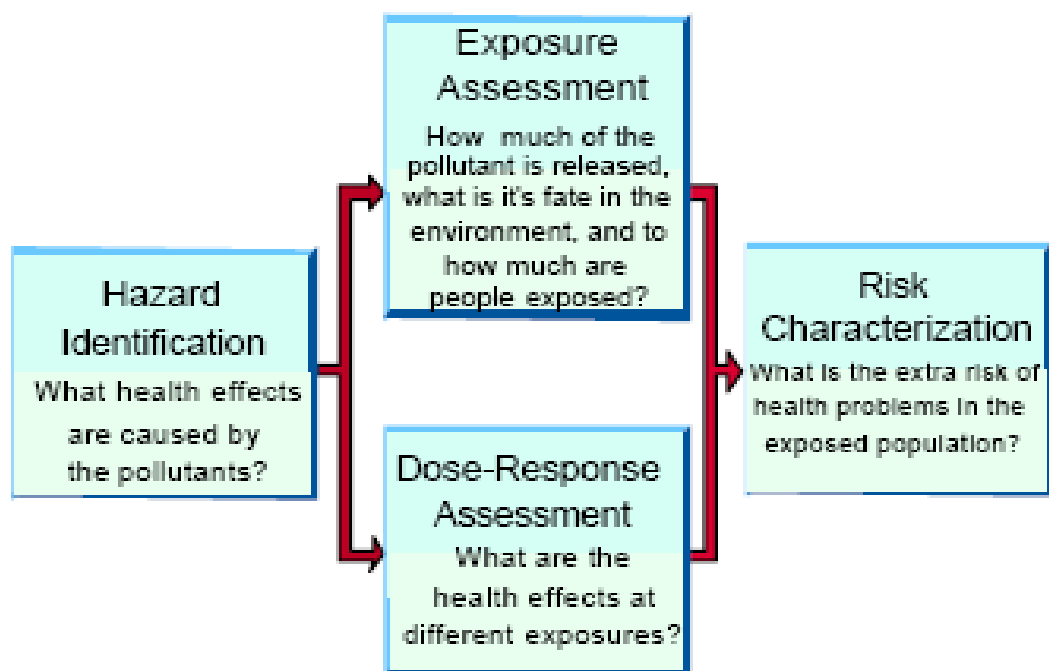 Exposure
Assessment
How much of the
pollutant is released,
what is it's fate in the
environment, and to
how much are
people exposed?
Hazard
Identification
What health effects
are caused by
the pollutants?
Dose-Response
Assessment
What are the
health effects at
different exposures?
Risk
Characterization
What is the extra risk of
health problems in the
exposed population?